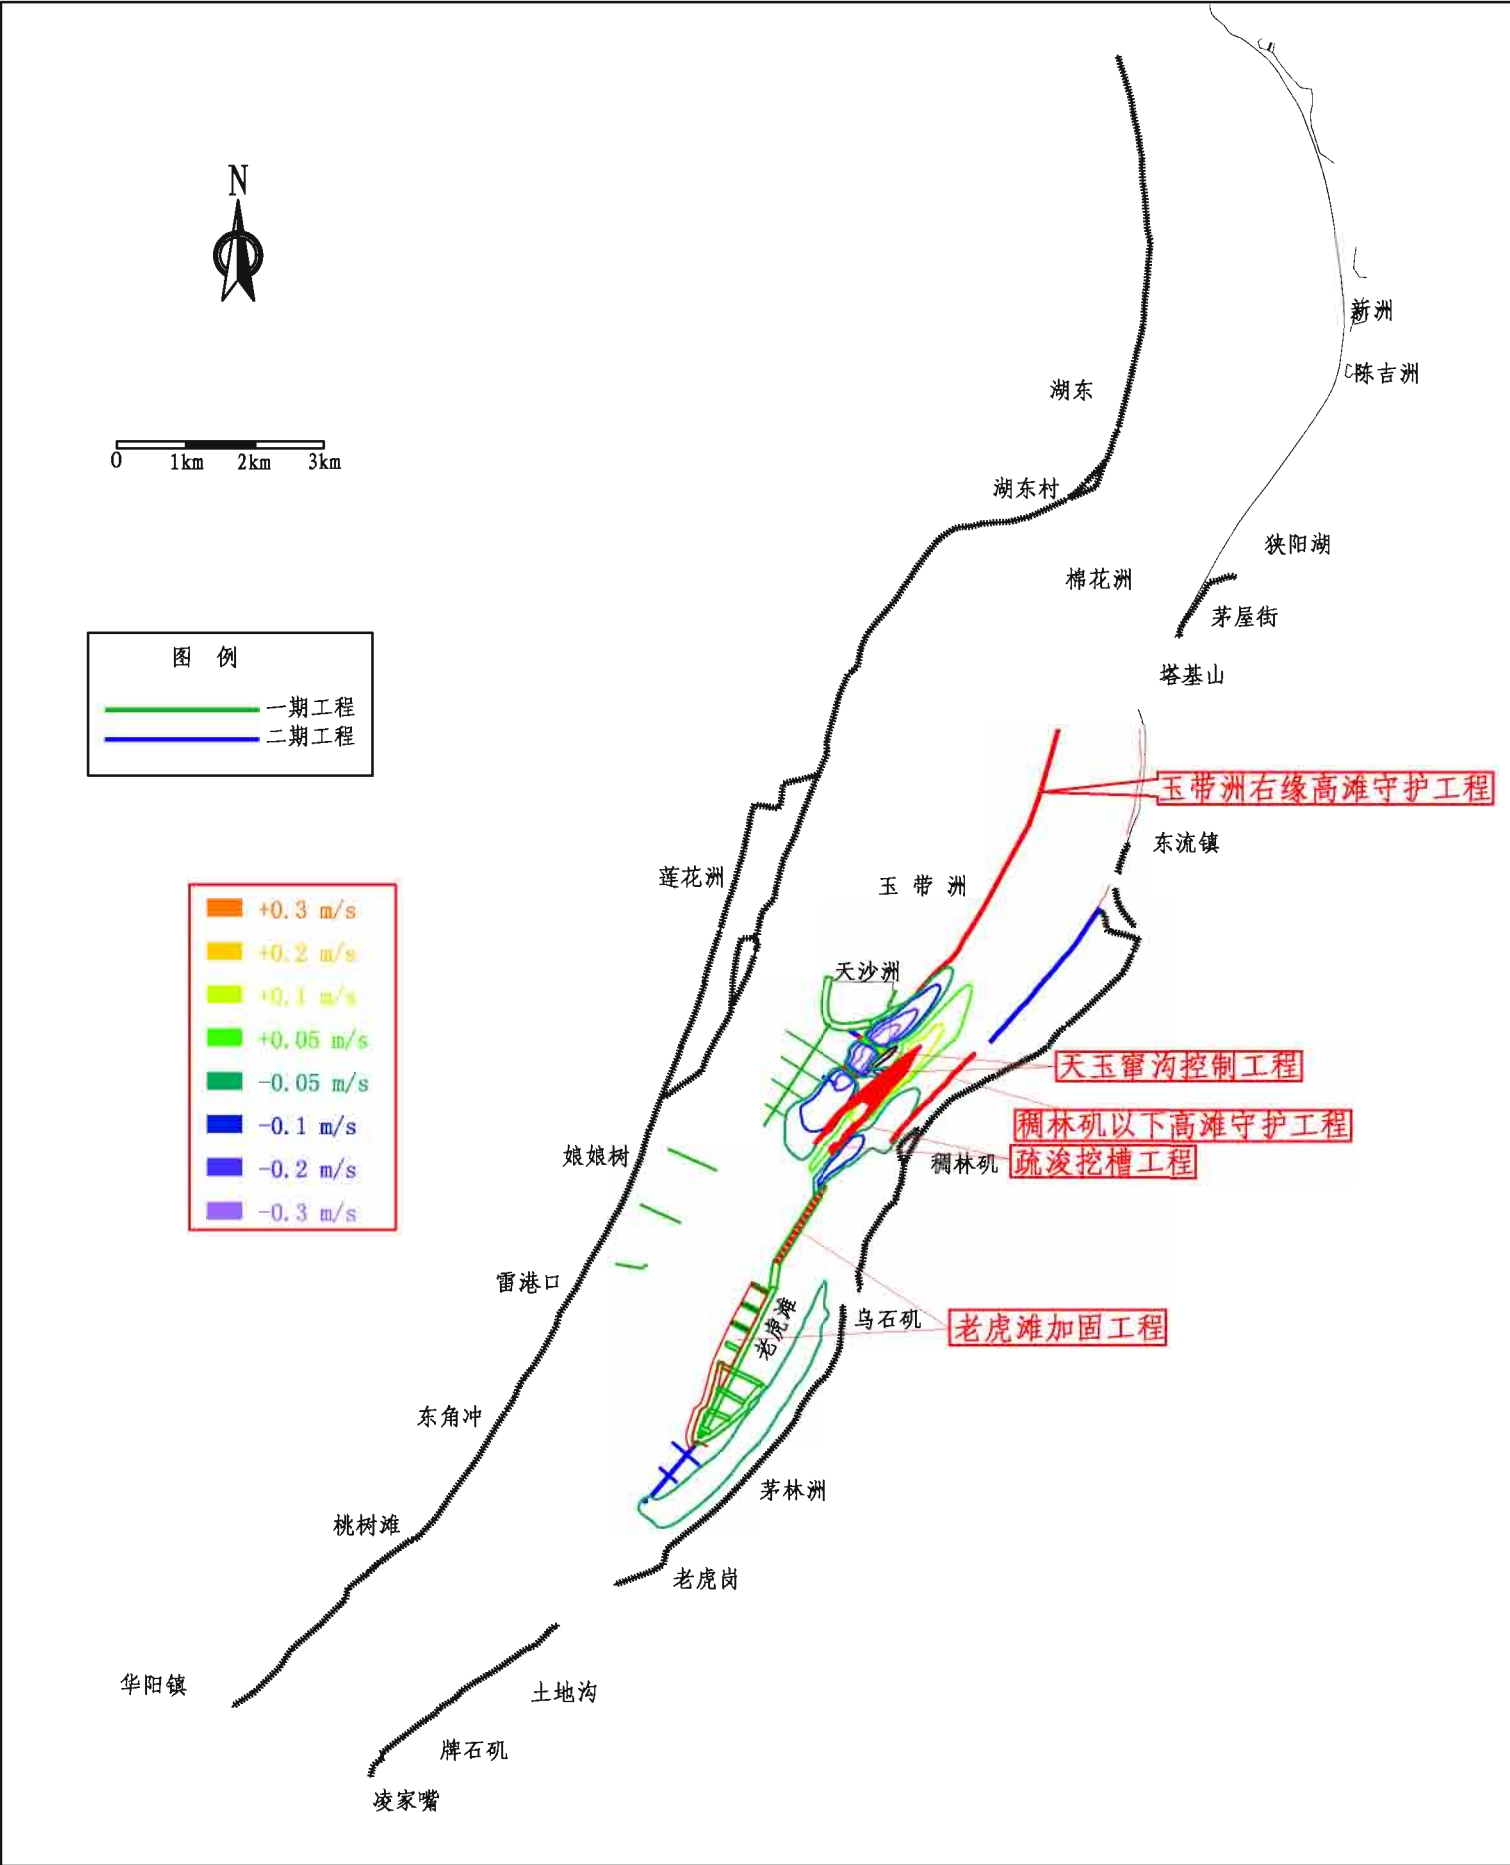 N
新洲
陈吉洲
湖东
0 1km 2km 3km
湖东村
狭阳湖
棉花洲
茅屋街
图 例
塔基山
一期工程
二期工程
玉带洲右缘高滩守护工程
东流镇
莲花洲
玉 带 洲
+0.3 m/s
+0.2 m/s
+0.1 m/s
+0.05 m/s
-0.05 m/s
-0.1 m/s
-0.2 m/s
-0.3 m/s
天沙洲
天玉窜沟控制工程
稠林矶以下高滩守护工程
疏浚挖槽工程
稠林矶
娘娘树
雷港口
老虎滩
乌石矶
老虎滩加固工程
东角冲
茅林洲
桃树滩
老虎岗
华阳镇
土地沟
牌石矶
凌家嘴